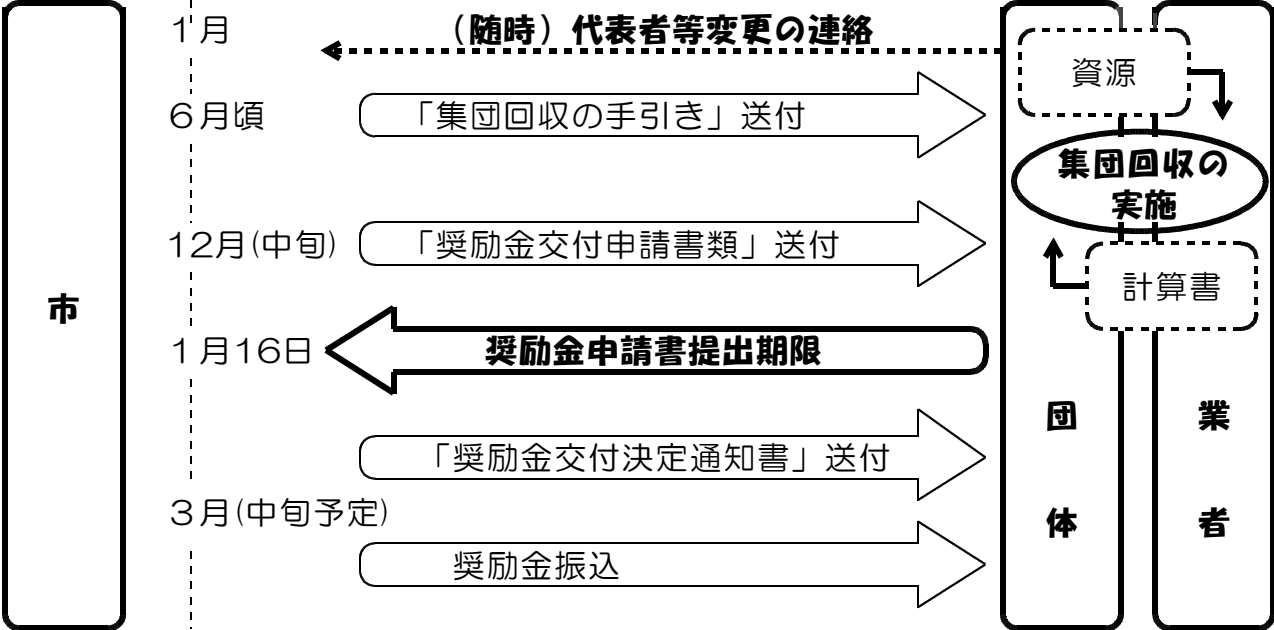 1月
(随時)代表者等変更の連絡
資源
6月頃
「集団回収の手引き」送付
集団回収の
実施
12月(中旬)
「奨励金交付申請書類」送付
計算書
市
1月16日
奨励金申請書提出期限
団体
業者
「奨励金交付決定通知書」送付
3月(中旬予定)
奨励金振込